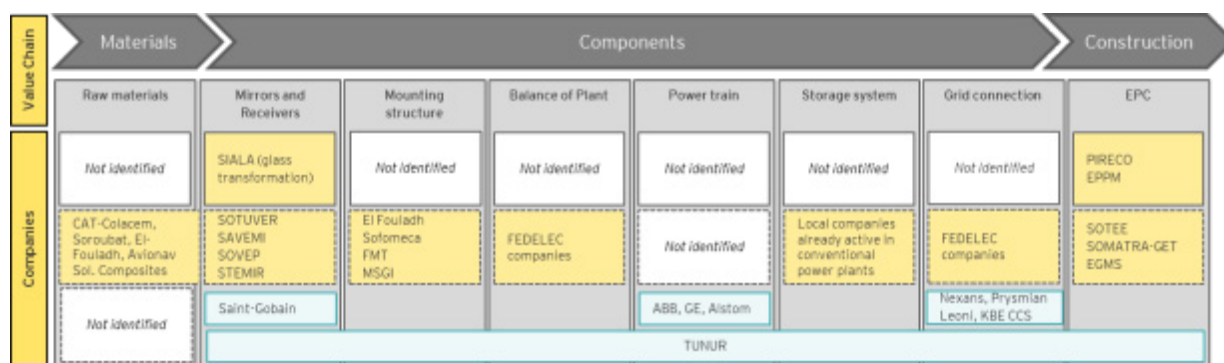 Value Chain
Materials
Components
Construction
Raw materials
Mirrors and
Receivers
Mounting
structure
Balance of Plant
Power train
Storage system
Grid connection
EPC
Companies
Not identified
SIALA (glass
transformation)
Not identified
Not identified
Not identified
Not identified
Not identified
PIRECO
EPPM
CAT-Colacem,
Soroubat, El-
Fouladh, Avionav
Sol. Composites
SOTUVER
SAVEMI
SOVEP
STEMIR
El Fouladh
Sofomeca
FMT
MSGI
FEDELEC
companies
Not identified
Local companies
already active in
conventional
power plants
FEDELEC
companies
SOTEE
SOMATRA-GET
EGMS
Not identified
Saint-Gobain
ABB, GE, Alstom
Nexans, Prysmian
Leoni, KBE CCS
TUNUR